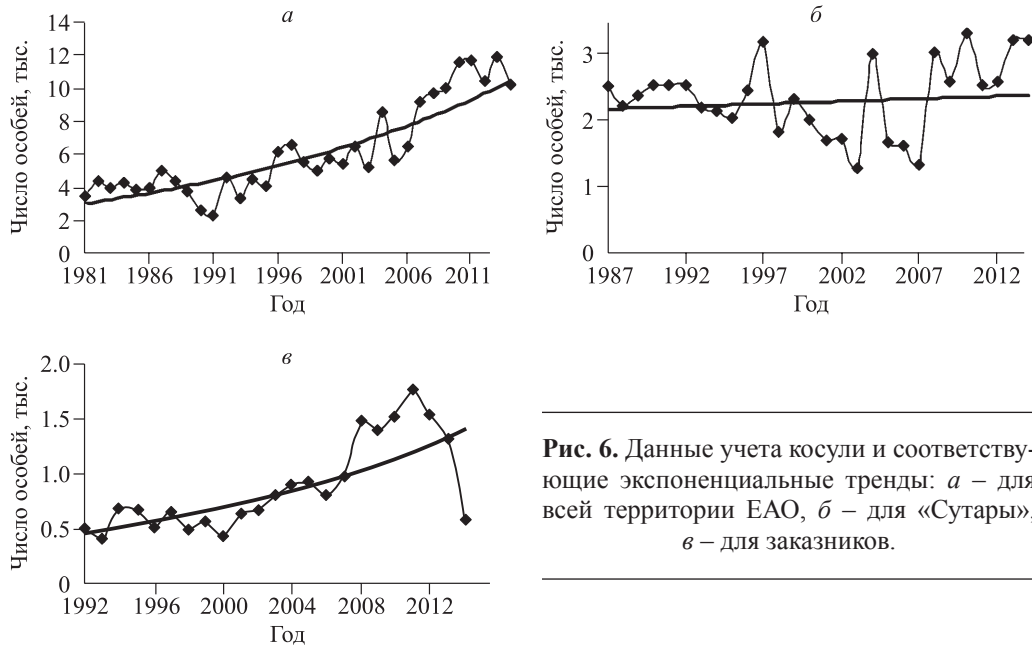 а
Число особей, тыс.
14
12
10
8
6
4
2
0
1981 1986 1991 1996 2001 2006 2011
Год
б
Число особей, тыс.
3
2
1
0
1987 1992 1997 2002 2007 2012
Год
в
Число особей, тыс.
2.0
1.5
1.0
0.5
0
1992 1996 2000 2004 2008 2012
Год
Рис. 6. Данные учета косули и соответству-
ющие экспоненциальные тренды: а – для
всей территории ЕАО, б – для «Сутары»,
в – для заказников.